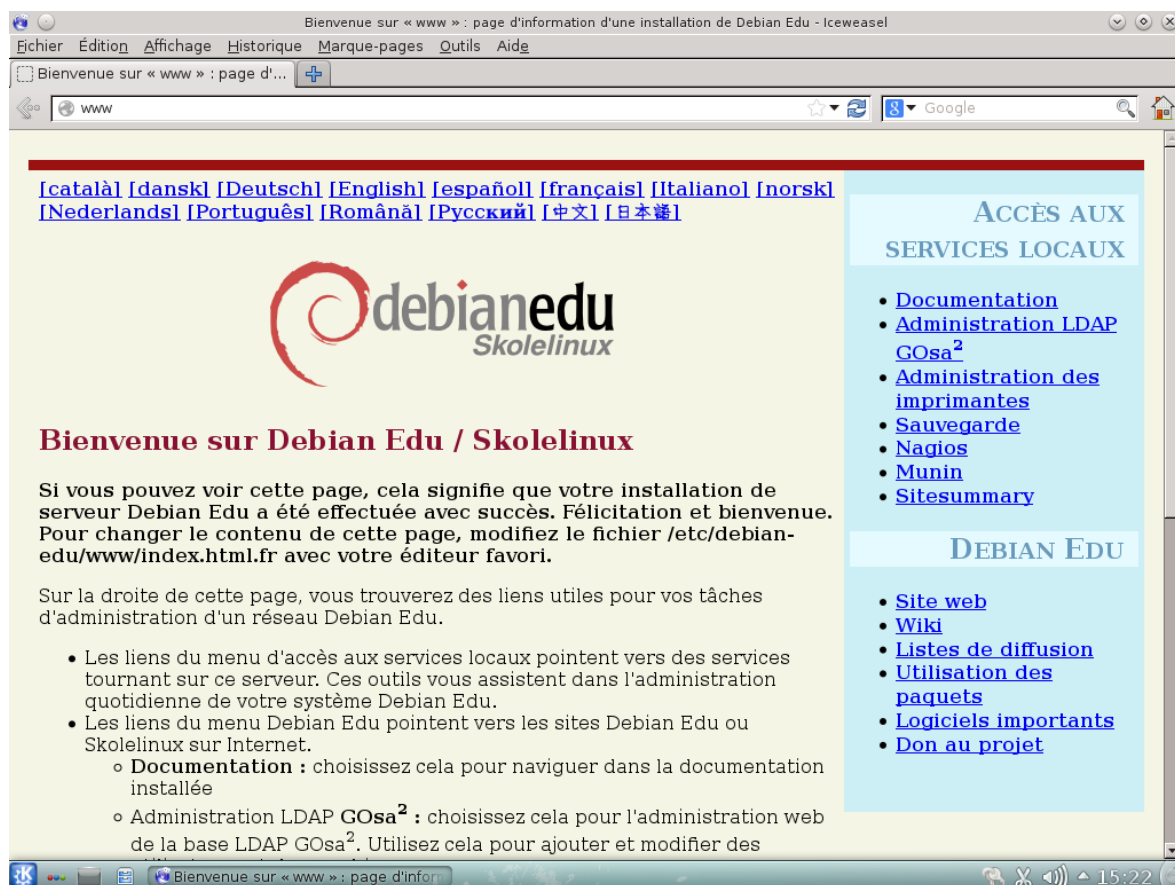 Bienvenue sur « www » : page d'information d'une installation de Debian Edu - Iceweasel
Fichier Édition Affichage Historique Marque-pages Outils Aide
Bienvenue sur « www » : page d'...
www
Google
[català] [dansk] [Deutsch] [English] [español] [français] [Italiano] [norsk]
[Nederlands] [Português] [Română] [Русский] [中文] [日本語]
debianedu
Skolelinux
Bienvenue sur Debian Edu / Skolelinux
Si vous pouvez voir cette page, cela signifie que votre installation de
serveur Debian Edu a été effectuée avec succès. Félicitation et bienvenue.
Pour changer le contenu de cette page, modifiez le fichier /etc/debian-
edu/www/index.html.fr avec votre éditeur favori.
Sur la droite de cette page, vous trouverez des liens utiles pour vos tâches
d'administration d'un réseau Debian Edu.
• Les liens du menu d'accès aux services locaux pointent vers des services
tournant sur ce serveur. Ces outils vous assistent dans l'administration
quotidienne de votre système Debian Edu.
• Les liens du menu Debian Edu pointent vers les sites Debian Edu ou
Skolelinux sur Internet.
◦ Documentation : choisissez cela pour naviguer dans la documentation
installée
◦ Administration LDAP GOsa² : choisissez cela pour l'administration web
de la base LDAP GOsa². Utilisez cela pour ajouter et modifier des
Accès aux
services locaux
• Documentation
• Administration LDAP
GOsa²
• Administration des
imprimantes
• Sauvegarde
• Nagios
• Munin
• Sitesummary
Debian Edu
• Site web
• Wiki
• Listes de diffusion
• Utilisation des
paquets
• Logiciels importants
• Don au projet
Bienvenue sur « www » : page d'inform
15:22